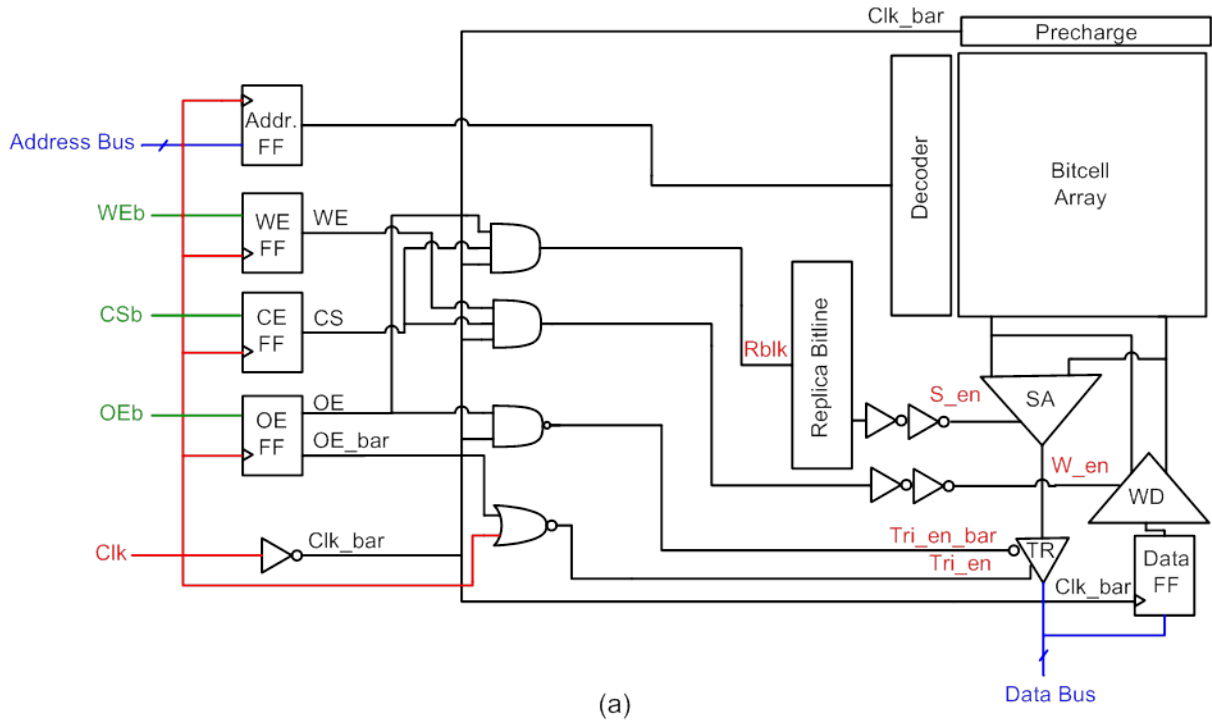 Clk_bar
Precharge
Addr.
FF
Address Bus
Decoder
Bitcell
Array
WEb
WE
FF
WE
CSb
CE
FF
CS
Rblk
Replica Bitline
S_en
SA
OEb
OE
FF
OE
OE_bar
W_en
WD
Clk
Clk_bar
Tri_en_bar
Tri_en
TR
Data
FF
Clk_bar
Data Bus
(a)